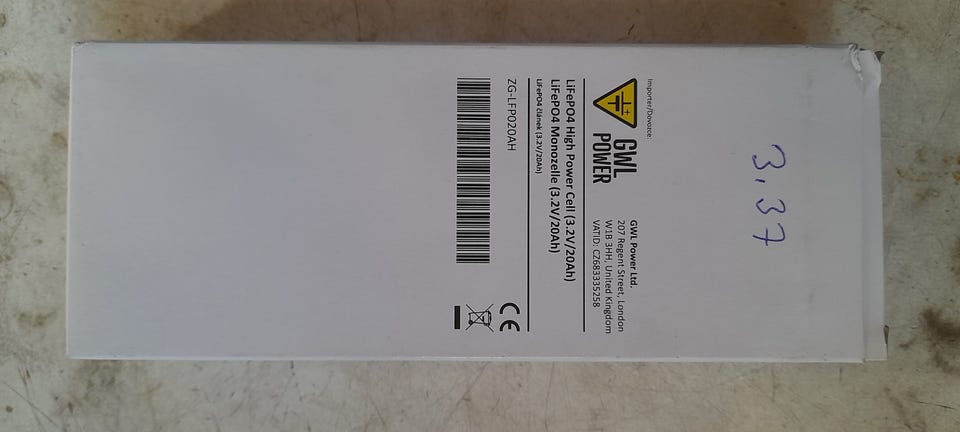 3.37
Importer/Dovozce:
GWL
POWER
GWL Power Ltd.
207 Regent Street, London
W1B 3HH, United Kingdom
VATID: CZ683335258
LiFePO4 High Power Cell (3.2V/20Ah)
LiFePO4 Monozelle (3.2V/20Ah)
LiFePO4 článek (3.2V/20Ah)
ZG-LFP020AH
CE